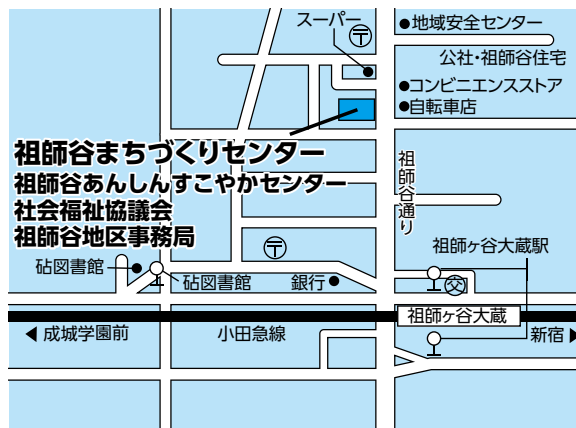 スーパー
〒
地域安全センター
公社・祖師谷住宅
コンビニエンスストア
自転車店
祖師谷まちづくりセンター
祖師谷あんしんすこやかセンター
社会福祉協議会
祖師谷地区事務局
祖師谷通り
〒
祖師ヶ谷大蔵駅
砧図書館
砧図書館
銀行
交
祖師ヶ谷大蔵
成城学園前
小田急線
新宿